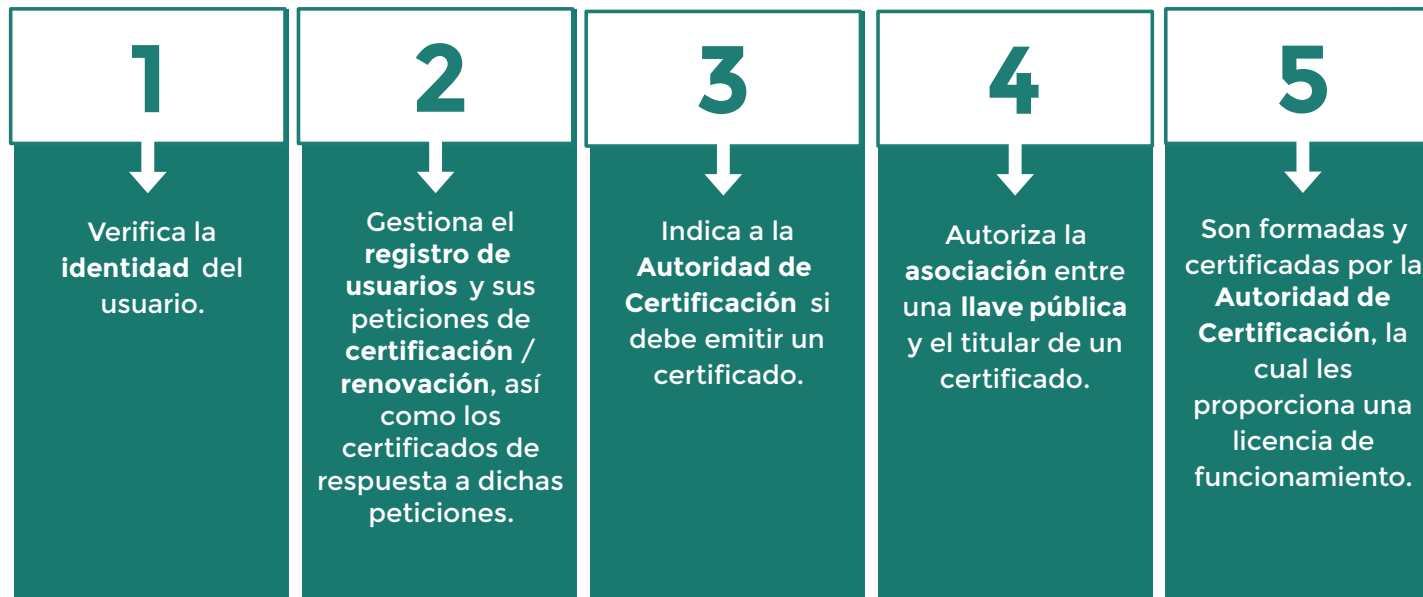 1
Verifica la
identidad del
usuario.
2
Gestiona el
registro de
usuarios y sus
peticiones de
certificación /
renovación, así
como los
certificados de
respuesta a dichas
peticiones.
3
Indica a la
Autoridad de
Certificación si
debe emitir un
certificado.
4
Autoriza la
asociación entre
una llave pública
y el titular de un
certificado.
5
Son formadas y
certificadas por la
Autoridad de
Certificación, la
cual les
proporciona una
licencia de
funcionamiento.